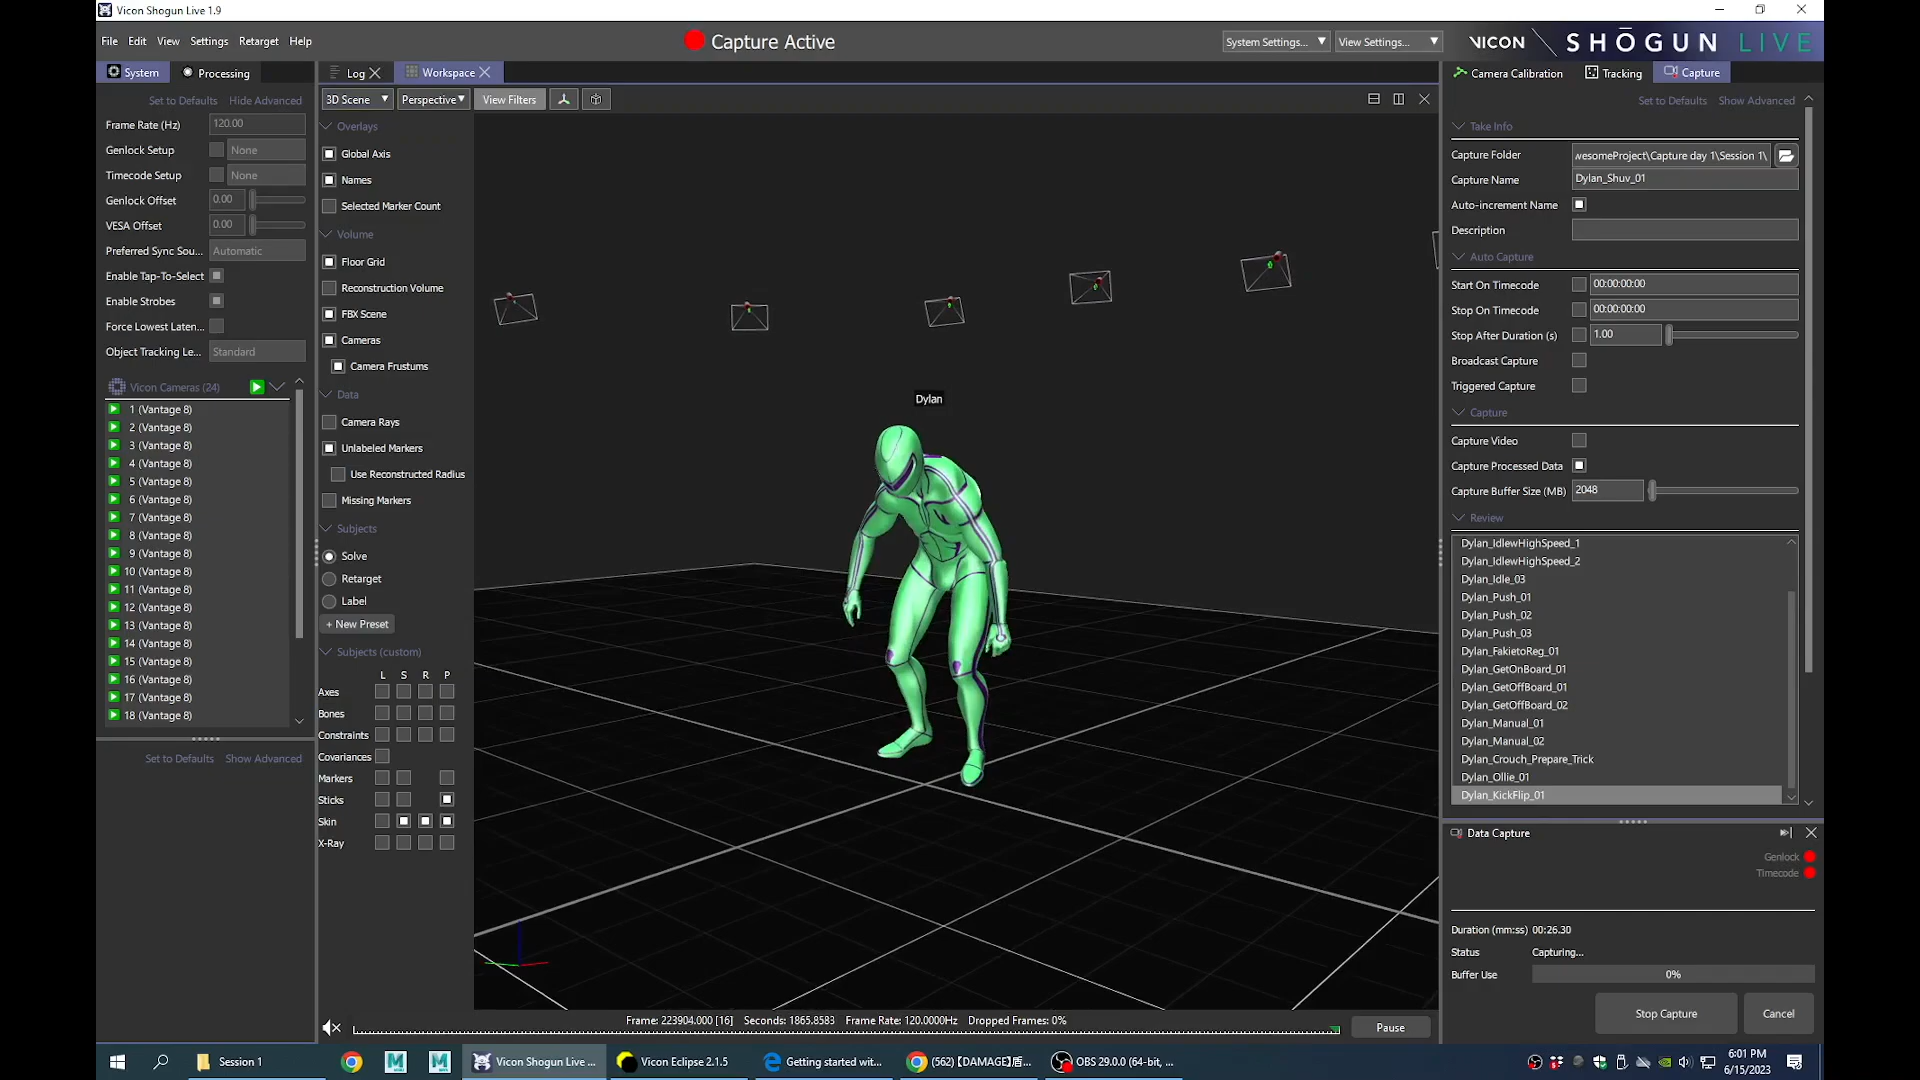 Vicon Shogun Live 1.9
File Edit View Settings Retarget Help
Capture Active
System Settings...
View Settings...
VICON
SHŌGUN LIVE
System
Processing
Set to Defaults Hide Advanced
Frame Rate (Hz) 120.00
Genlock Setup None
Timecode Setup None
Genlock Offset 0.00
VESA Offset 0.00
Preferred Sync Sou... Automatic
Enable Tap-To-Select
Enable Strobes
Force Lowest Laten...
Object Tracking Le... Standard
Vicon Cameras (24)
1 (Vantage 8)
2 (Vantage 8)
3 (Vantage 8)
4 (Vantage 8)
5 (Vantage 8)
6 (Vantage 8)
7 (Vantage 8)
8 (Vantage 8)
9 (Vantage 8)
10 (Vantage 8)
11 (Vantage 8)
12 (Vantage 8)
13 (Vantage 8)
14 (Vantage 8)
15 (Vantage 8)
16 (Vantage 8)
17 (Vantage 8)
18 (Vantage 8)
Set to Defaults Show Advanced
Log
Workspace
3D Scene
Perspective
View Filters
Overlays
Global Axis
Names
Selected Marker Count
Volume
Floor Grid
Reconstruction Volume
FBX Scene
Cameras
Camera Frustums
Data
Camera Rays
Unlabeled Markers
Use Reconstructed Radius
Missing Markers
Subjects
Solve
Retarget
Label
+ New Preset
Subjects (custom)
L S R P
Axes
Bones
Constraints
Covariances
Markers
Sticks
Skin
X-Ray
Dylan
Frame: 223904.000 [16] Seconds: 1865.8583 Frame Rate: 120.0000Hz Dropped Frames: 0%
Pause
Camera Calibration
Tracking
Capture
Set to Defaults Show Advanced
Take Info
Capture Folder wesomeProject\Capture day 1\Session 1\
Capture Name Dylan_Shuv_01
Auto-increment Name
Description
Auto Capture
Start On Timecode 00:00:00:00
Stop On Timecode 00:00:00:00
Stop After Duration (s) 1.00
Broadcast Capture
Triggered Capture
Capture
Capture Video
Capture Processed Data
Capture Buffer Size (MB) 2048
Review
Dylan_IdlewHighSpeed_1
Dylan_IdlewHighSpeed_2
Dylan_Idle_03
Dylan_Push_01
Dylan_Push_02
Dylan_Push_03
Dylan_FakietoReg_01
Dylan_GetOnBoard_01
Dylan_GetOffBoard_01
Dylan_GetOffBoard_02
Dylan_Manual_01
Dylan_Manual_02
Dylan_Crouch_Prepare_Trick
Dylan_Ollie_01
Dylan_KickFlip_01
Data Capture
Genlock
Timecode
Duration (mm:ss) 00:26.30
Status Capturing...
Buffer Use 0%
Stop Capture
Cancel
Session 1
Vicon Shogun Live ...
Vicon Eclipse 2.1.5
Getting started wit...
(562)【DAMAGE】盾...
OBS 29.0.0 (64-bit, ...
6:01 PM
6/15/2023